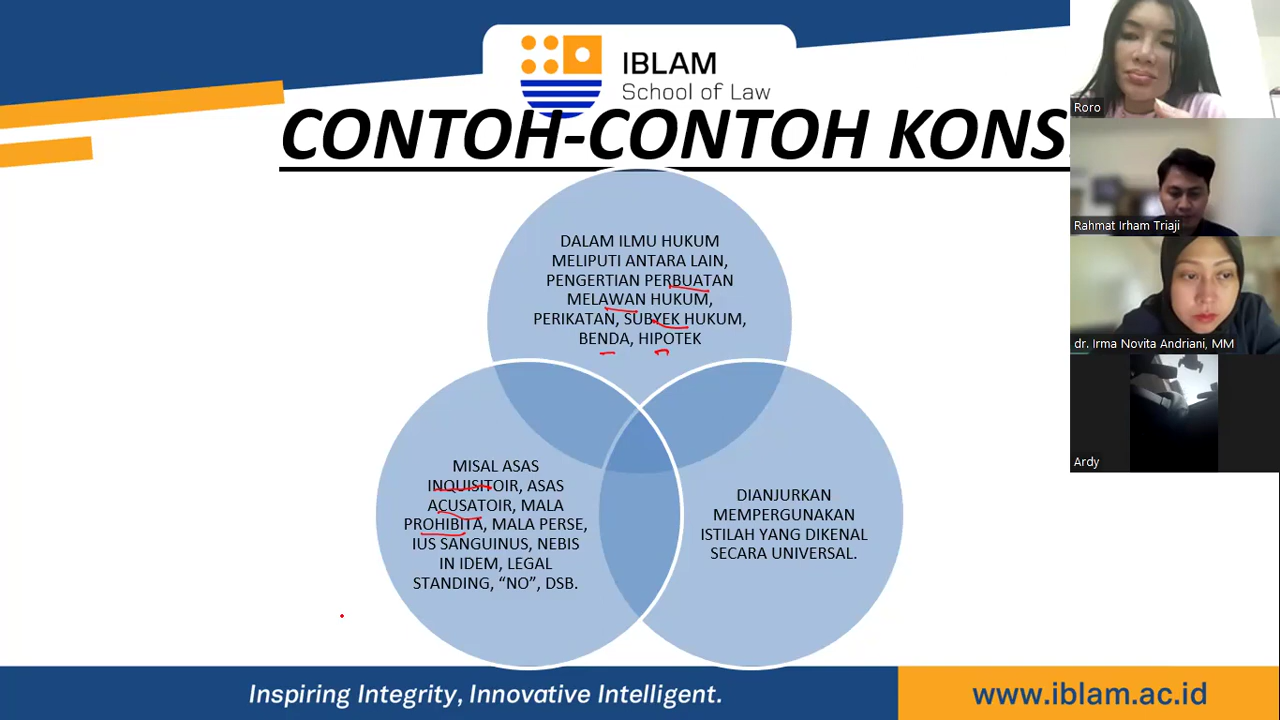 IBLAM
School of Law
CONTOH-CONTOH KONS
DALAM ILMU HUKUM
MELIPUTI ANTARA LAIN,
PENGERTIAN PERBUATAN
MELAWAN HUKUM,
PERIKATAN, SUBYEK HUKUM,
BENDA, HIPOTEK
MISAL ASAS
INQUISITOIR, ASAS
ACUSATOIR, MALA
PROHIBITA, MALA PERSE,
IUS SANGUINUS, NEBIS
IN IDEM, LEGAL
STANDING, “NO”, DSB.
DIANJURKAN
MEMPERGUNAKAN
ISTILAH YANG DIKENAL
SECARA UNIVERSAL.
Roro
Rahmat Irham Triaji
dr. Irma Novita Andriani, MM
Ardy
Inspiring Integrity, Innovative Intelligent.
www.iblam.ac.id